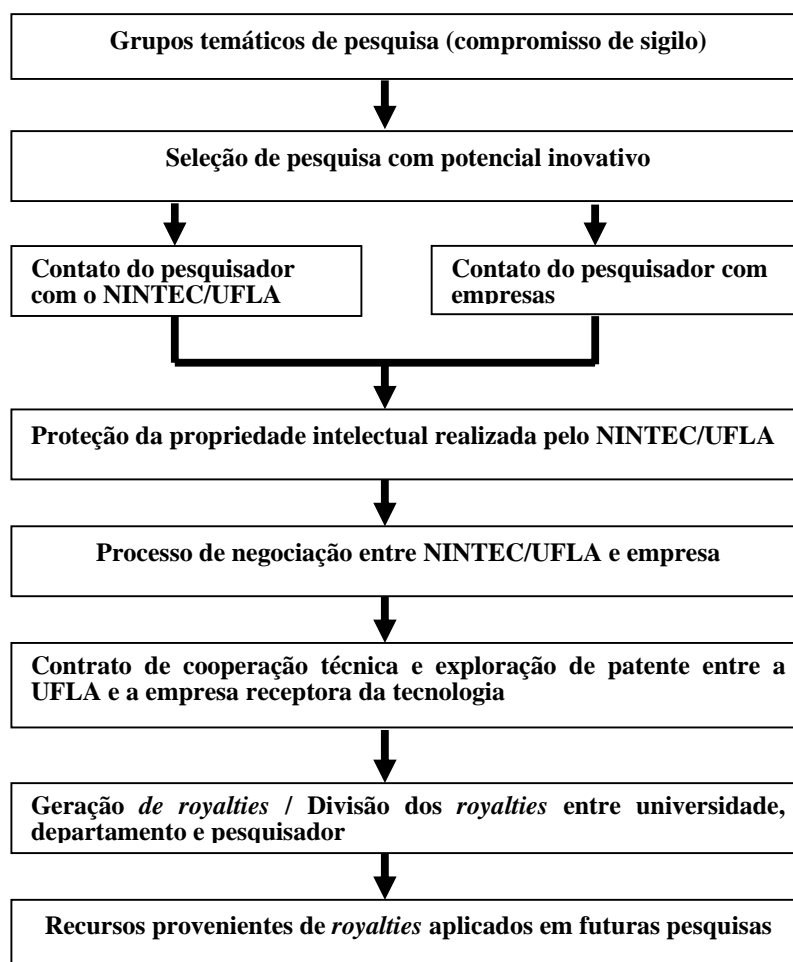 Grupos temáticos de pesquisa (compromisso de sigilo)
Seleção de pesquisa com potencial inovativo
Contato do pesquisador
com o NINTEC/UFLA
Contato do pesquisador com
empresas
Proteção da propriedade intelectual realizada pelo NINTEC/UFLA
Processo de negociação entre NINTEC/UFLA e empresa
Contrato de cooperação técnica e exploração de patente entre a
UFLA e a empresa receptora da tecnologia
Geração de royalties / Divisão dos royalties entre universidade,
departamento e pesquisador
Recursos provenientes de royalties aplicados em futuras pesquisas